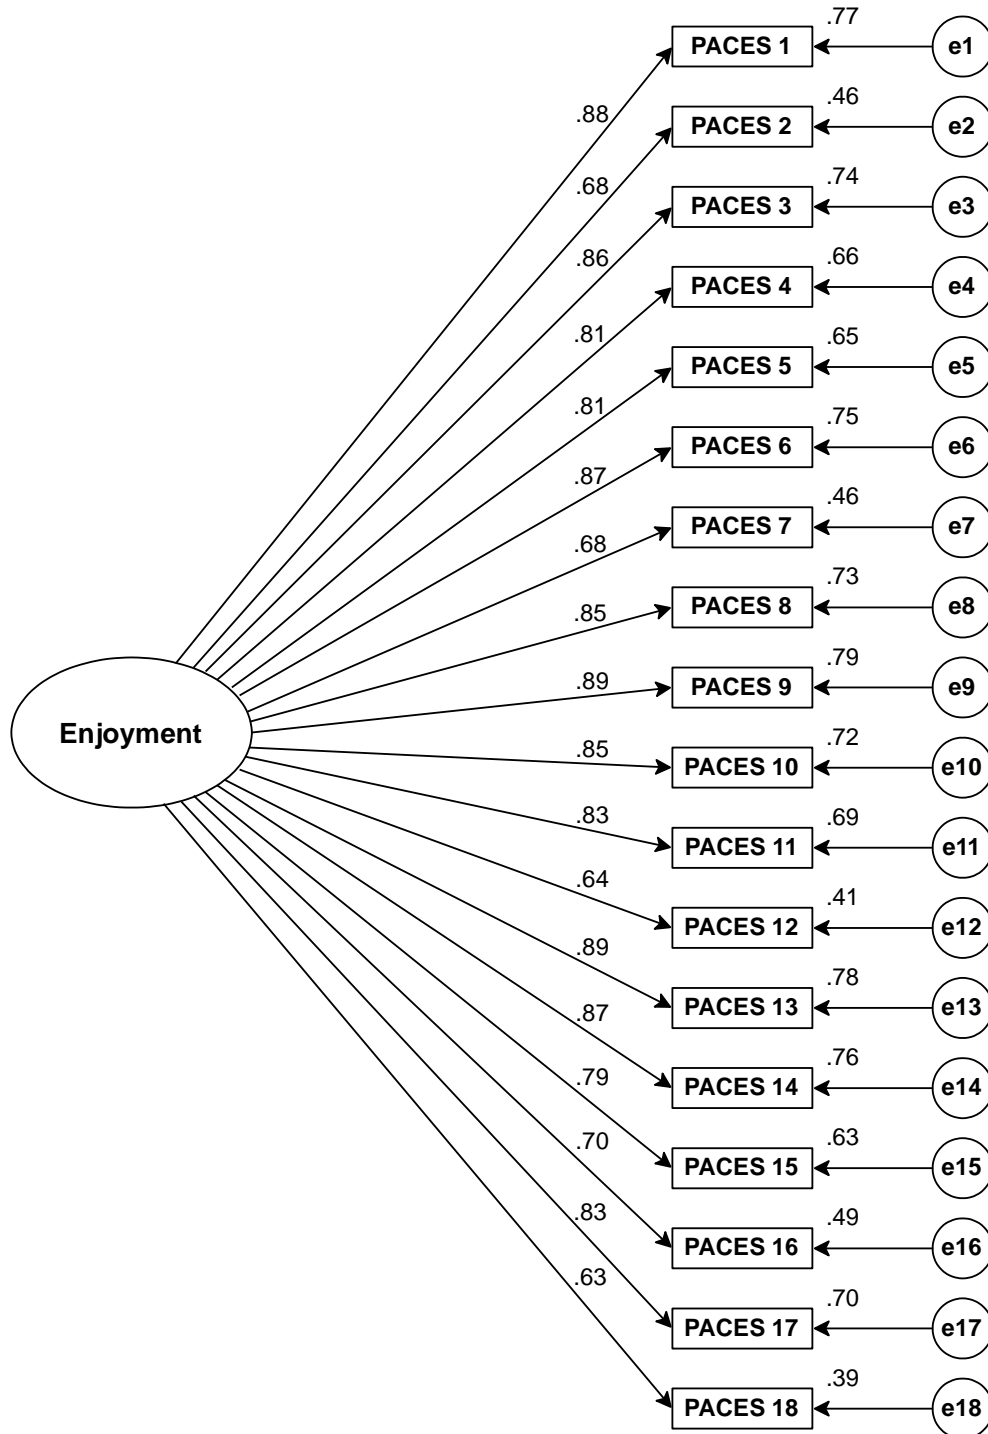 .77
PACES 1
e1
.88
.46
PACES 2
e2
.68
.74
PACES 3
e3
.86
.66
PACES 4
e4
.81
.65
PACES 5
e5
.81
.75
PACES 6
e6
.87
.46
PACES 7
e7
.68
.73
PACES 8
e8
.85
.79
PACES 9
e9
.89
Enjoyment
.72
PACES 10
e10
.85
.69
PACES 11
e11
.83
.41
PACES 12
e12
.64
.78
PACES 13
e13
.89
.76
PACES 14
e14
.87
.63
PACES 15
e15
.79
.49
PACES 16
e16
.70
.70
PACES 17
e17
.83
.39
PACES 18
e18
.63